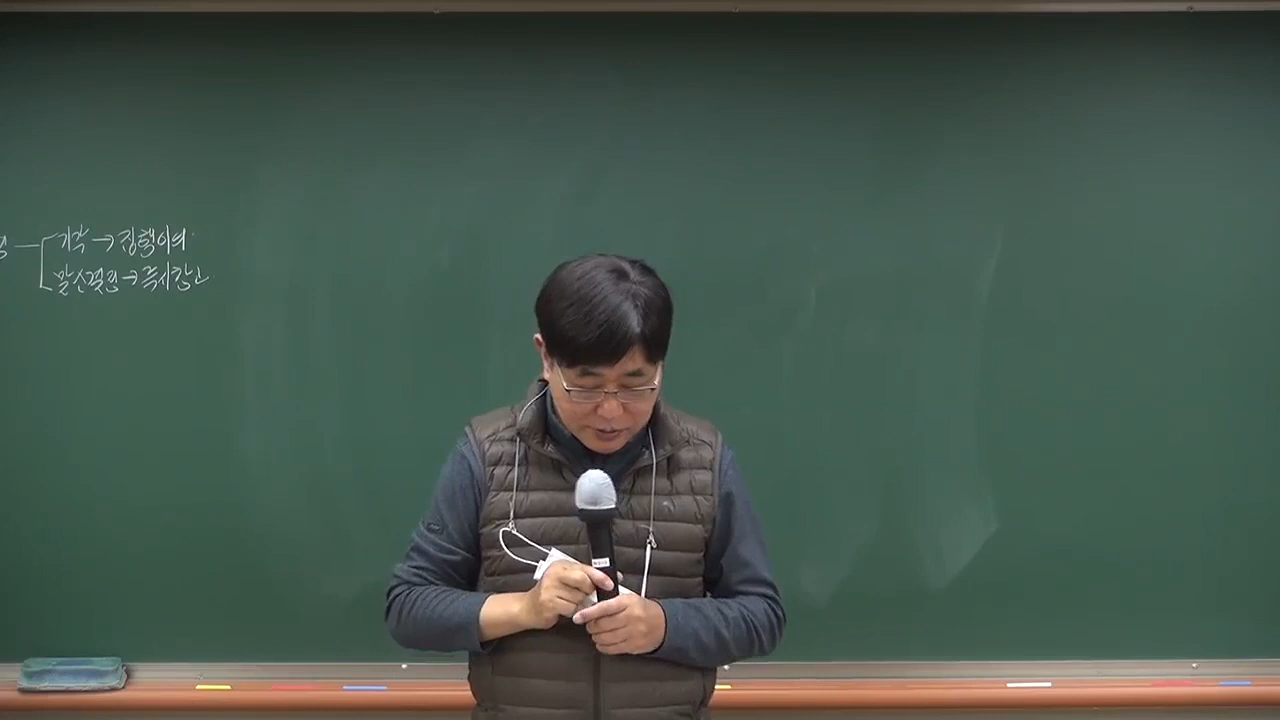 기각 → 집행이의
말소결정 → 즉시항고